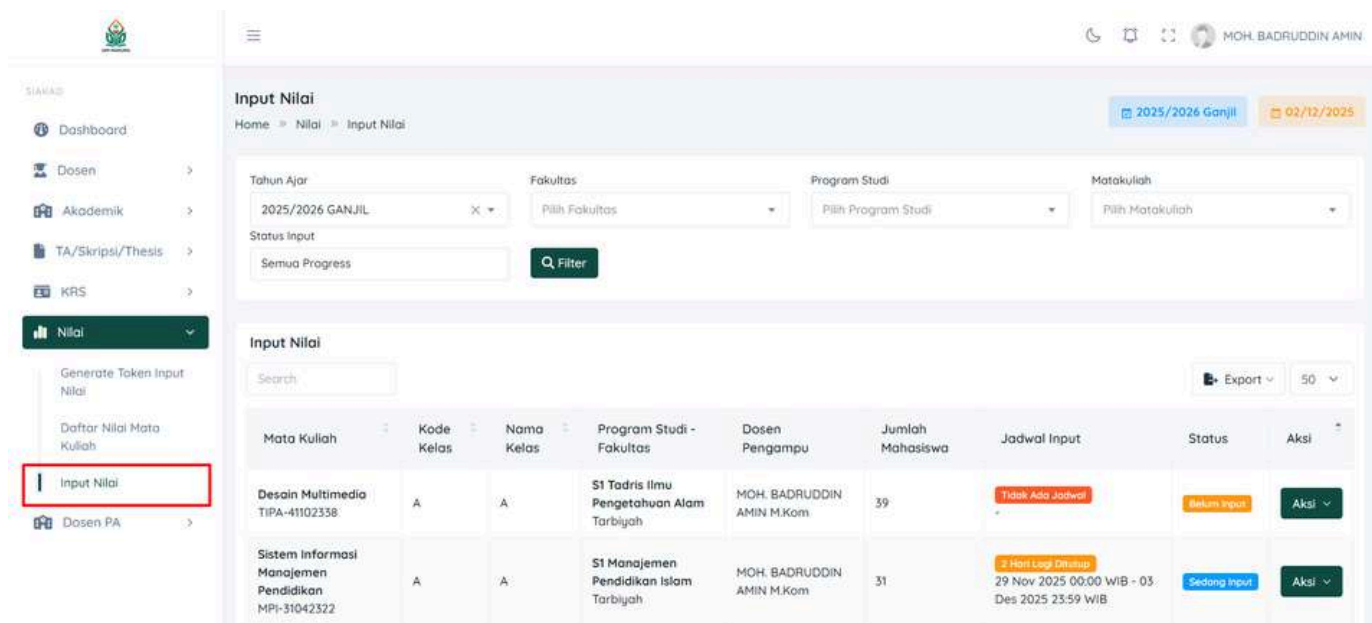 MOH. BADRUDDIN AMIN
SIAKAD
Dashboard
Dosen
Akademik
TA/Skripsi/Thesis
KRS
Nilai
Generate Token Input
Nilai
Daftar Nilai Mata
Kuliah
Input Nilai
Dosen PA
Input Nilai
Home » Nilai » Input Nilai
2025/2026 Ganjil
02/12/2025
Tahun Ajar
Fakultas
Program Studi
Matakuliah
2025/2026 GANJIL
Pilih Fakultas
Pilih Program Studi
Pilih Matakuliah
Status Input
Semua Progress
Filter
Input Nilai
Search
Export
50
Mata Kuliah
Kode
Kelas
Nama
Kelas
Program Studi -
Fakultas
Dosen
Pengampu
Jumlah
Mahasiswa
Jadwal Input
Status
Aksi
Desain Multimedia
TIPA-41102338
A
A
S1 Tadris Ilmu
Pengetahuan Alam
Tarbiyah
MOH. BADRUDDIN
AMIN M.Kom
39
Tidak Ada Jadwal
-
Belum Input
Aksi
Sistem Informasi
Manajemen
Pendidikan
MPI-31042322
A
A
S1 Manajemen
Pendidikan Islam
Tarbiyah
MOH. BADRUDDIN
AMIN M.Kom
31
2 Hari Lagi Ditutup
29 Nov 2025 00:00 WIB - 03
Des 2025 23:59 WIB
Sedang Input
Aksi